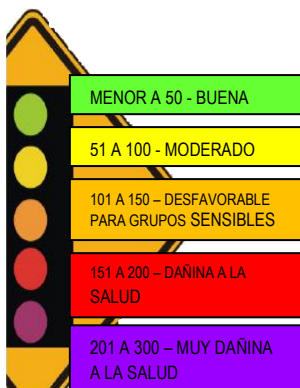 MENOR A 50 - BUENA
51 A 100 - MODERADO
101 A 150 – DESFAVORABLE
PARA GRUPOS SENSIBLES
151 A 200 – DAÑINA A LA
SALUD
201 A 300 – MUY DAÑINA
A LA SALUD